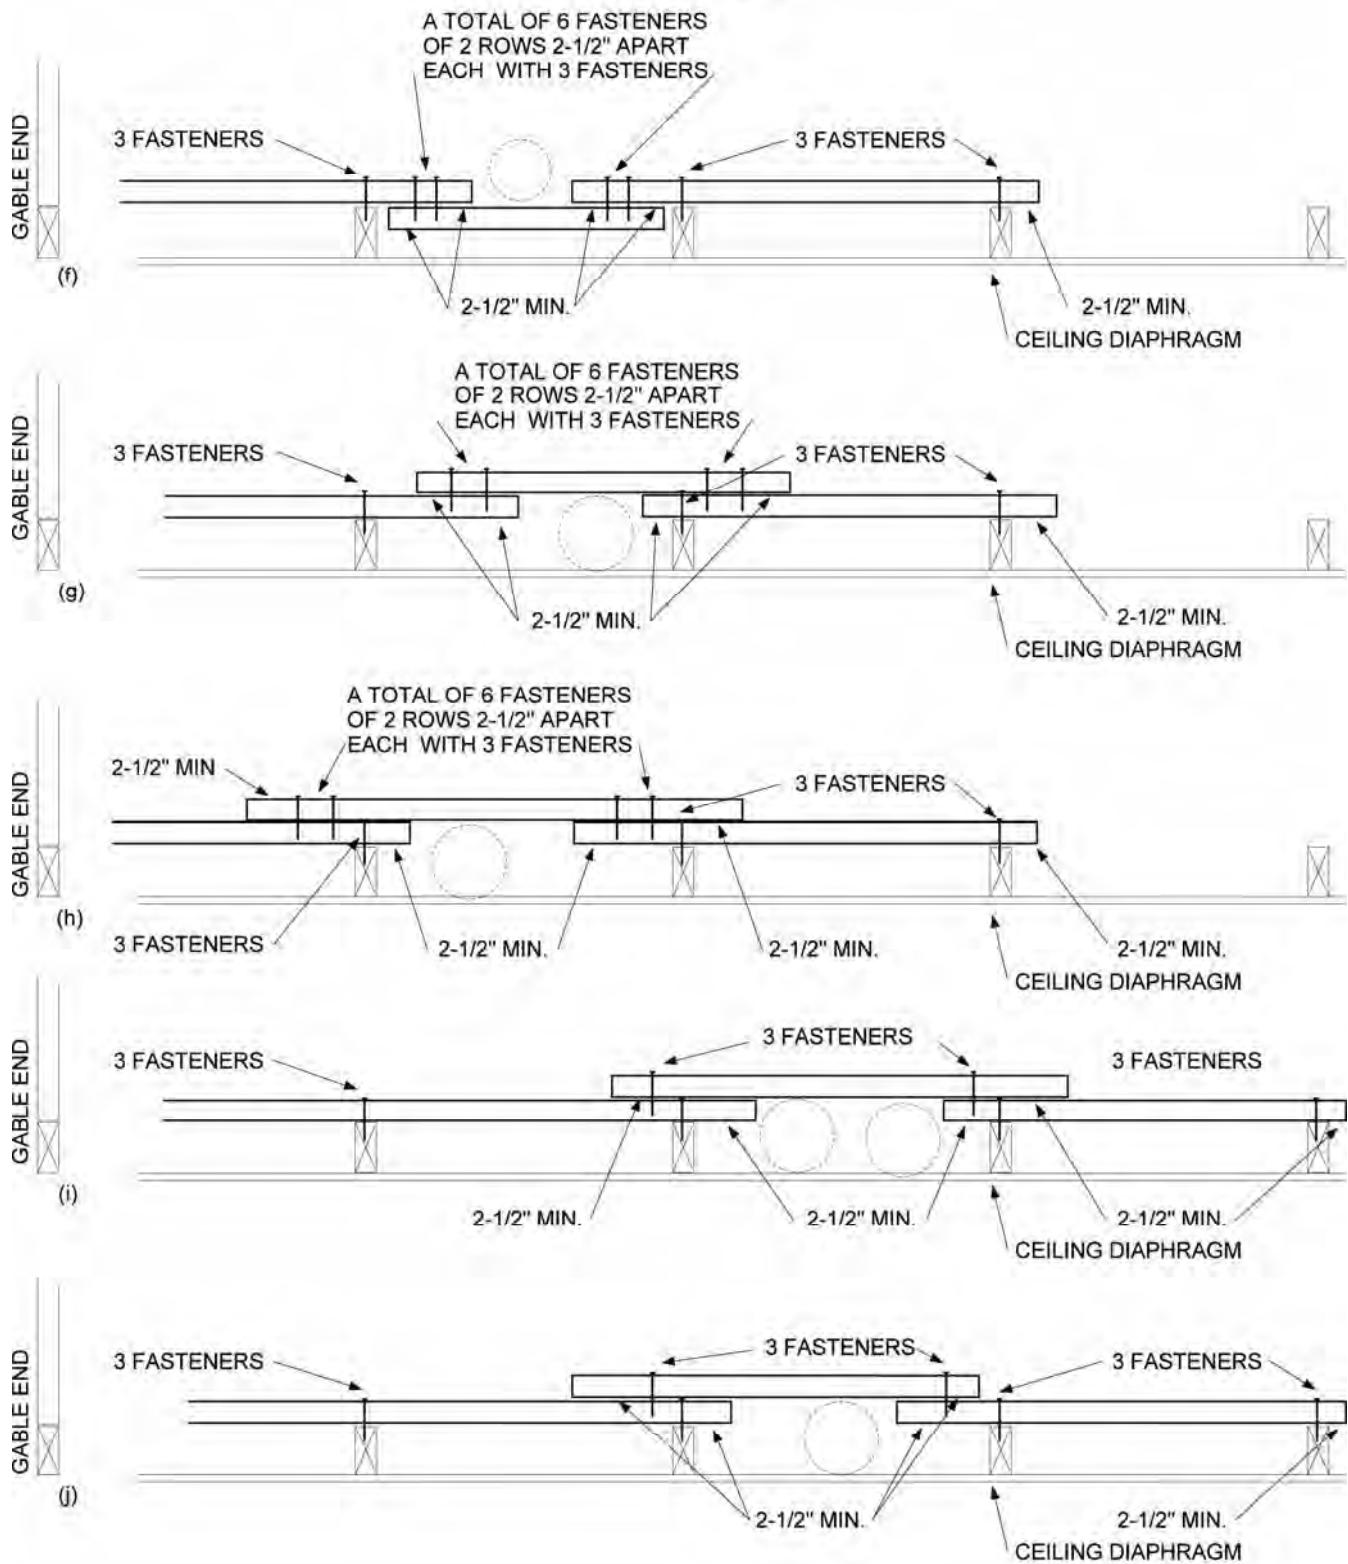 A TOTAL OF 6 FASTENERS
OF 2 ROWS 2-1/2" APART
EACH WITH 3 FASTENERS
3 FASTENERS
3 FASTENERS
GABLE END
(f)
2-1/2" MIN.
2-1/2" MIN.
CEILING DIAPHRAGM
A TOTAL OF 6 FASTENERS
OF 2 ROWS 2-1/2" APART
EACH WITH 3 FASTENERS
3 FASTENERS
3 FASTENERS
GABLE END
(g)
2-1/2" MIN.
2-1/2" MIN.
CEILING DIAPHRAGM
A TOTAL OF 6 FASTENERS
OF 2 ROWS 2-1/2" APART
EACH WITH 3 FASTENERS
2-1/2" MIN
3 FASTENERS
GABLE END
(h)
3 FASTENERS
2-1/2" MIN.
2-1/2" MIN.
2-1/2" MIN.
CEILING DIAPHRAGM
3 FASTENERS
3 FASTENERS
3 FASTENERS
GABLE END
(i)
2-1/2" MIN.
2-1/2" MIN.
2-1/2" MIN.
CEILING DIAPHRAGM
3 FASTENERS
3 FASTENERS
3 FASTENERS
GABLE END
(j)
2-1/2" MIN.
2-1/2" MIN.
CEILING DIAPHRAGM